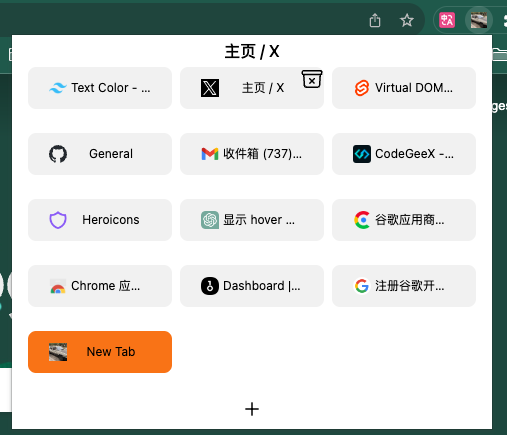 主页 / X
Text Color - ...
主页 / X
Virtual DOM...
General
收件箱 (737)...
CodeGeeX -...
Heroicons
显示 hover ...
谷歌应用商...
Chrome 应...
Dashboard |...
注册谷歌开...
New Tab